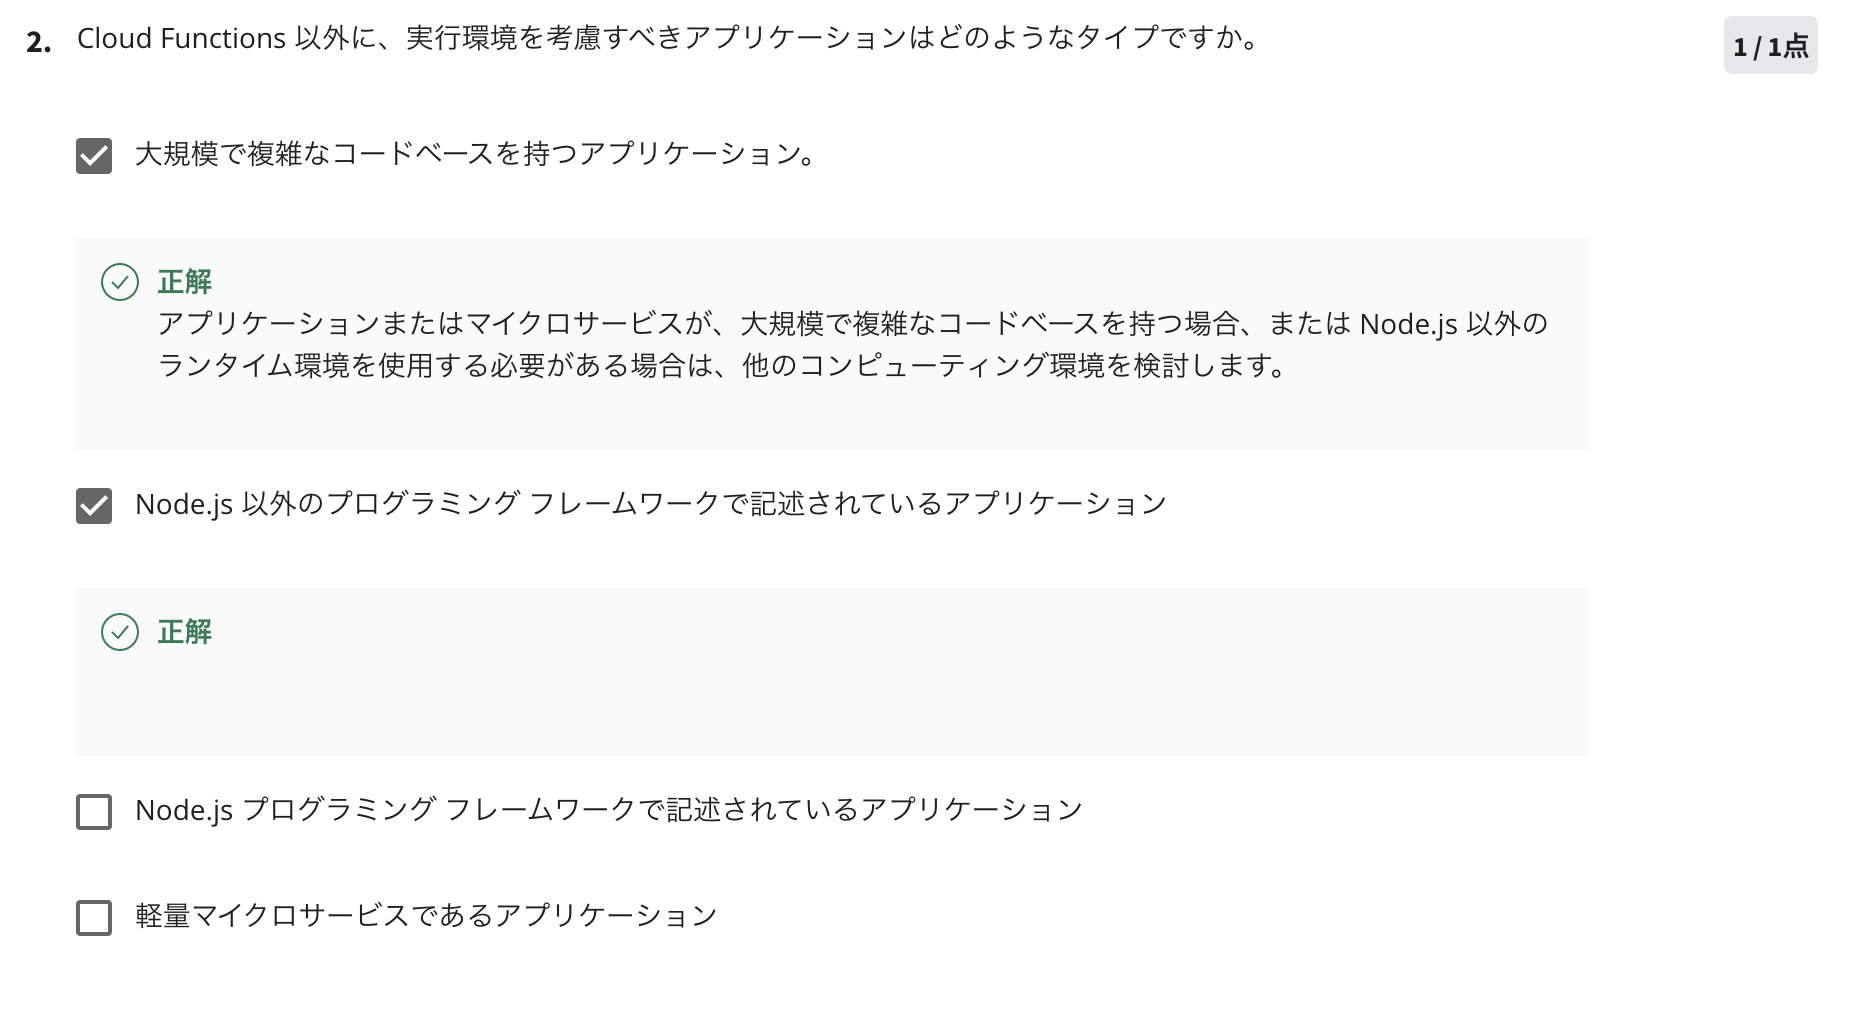 2. Cloud Functions 以外に、実行環境を考慮すべきアプリケーションはどのようなタイプですか。
1 / 1点
大規模で複雑なコードベースを持つアプリケーション。
正解
アプリケーションまたはマイクロサービスが、大規模で複雑なコードベースを持つ場合、または Node.js 以外の
ランタイム環境を使用する必要がある場合は、他のコンピューティング環境を検討します。
Node.js 以外のプログラミング フレームワークで記述されているアプリケーション
正解
Node.js プログラミング フレームワークで記述されているアプリケーション
軽量マイクロサービスであるアプリケーション